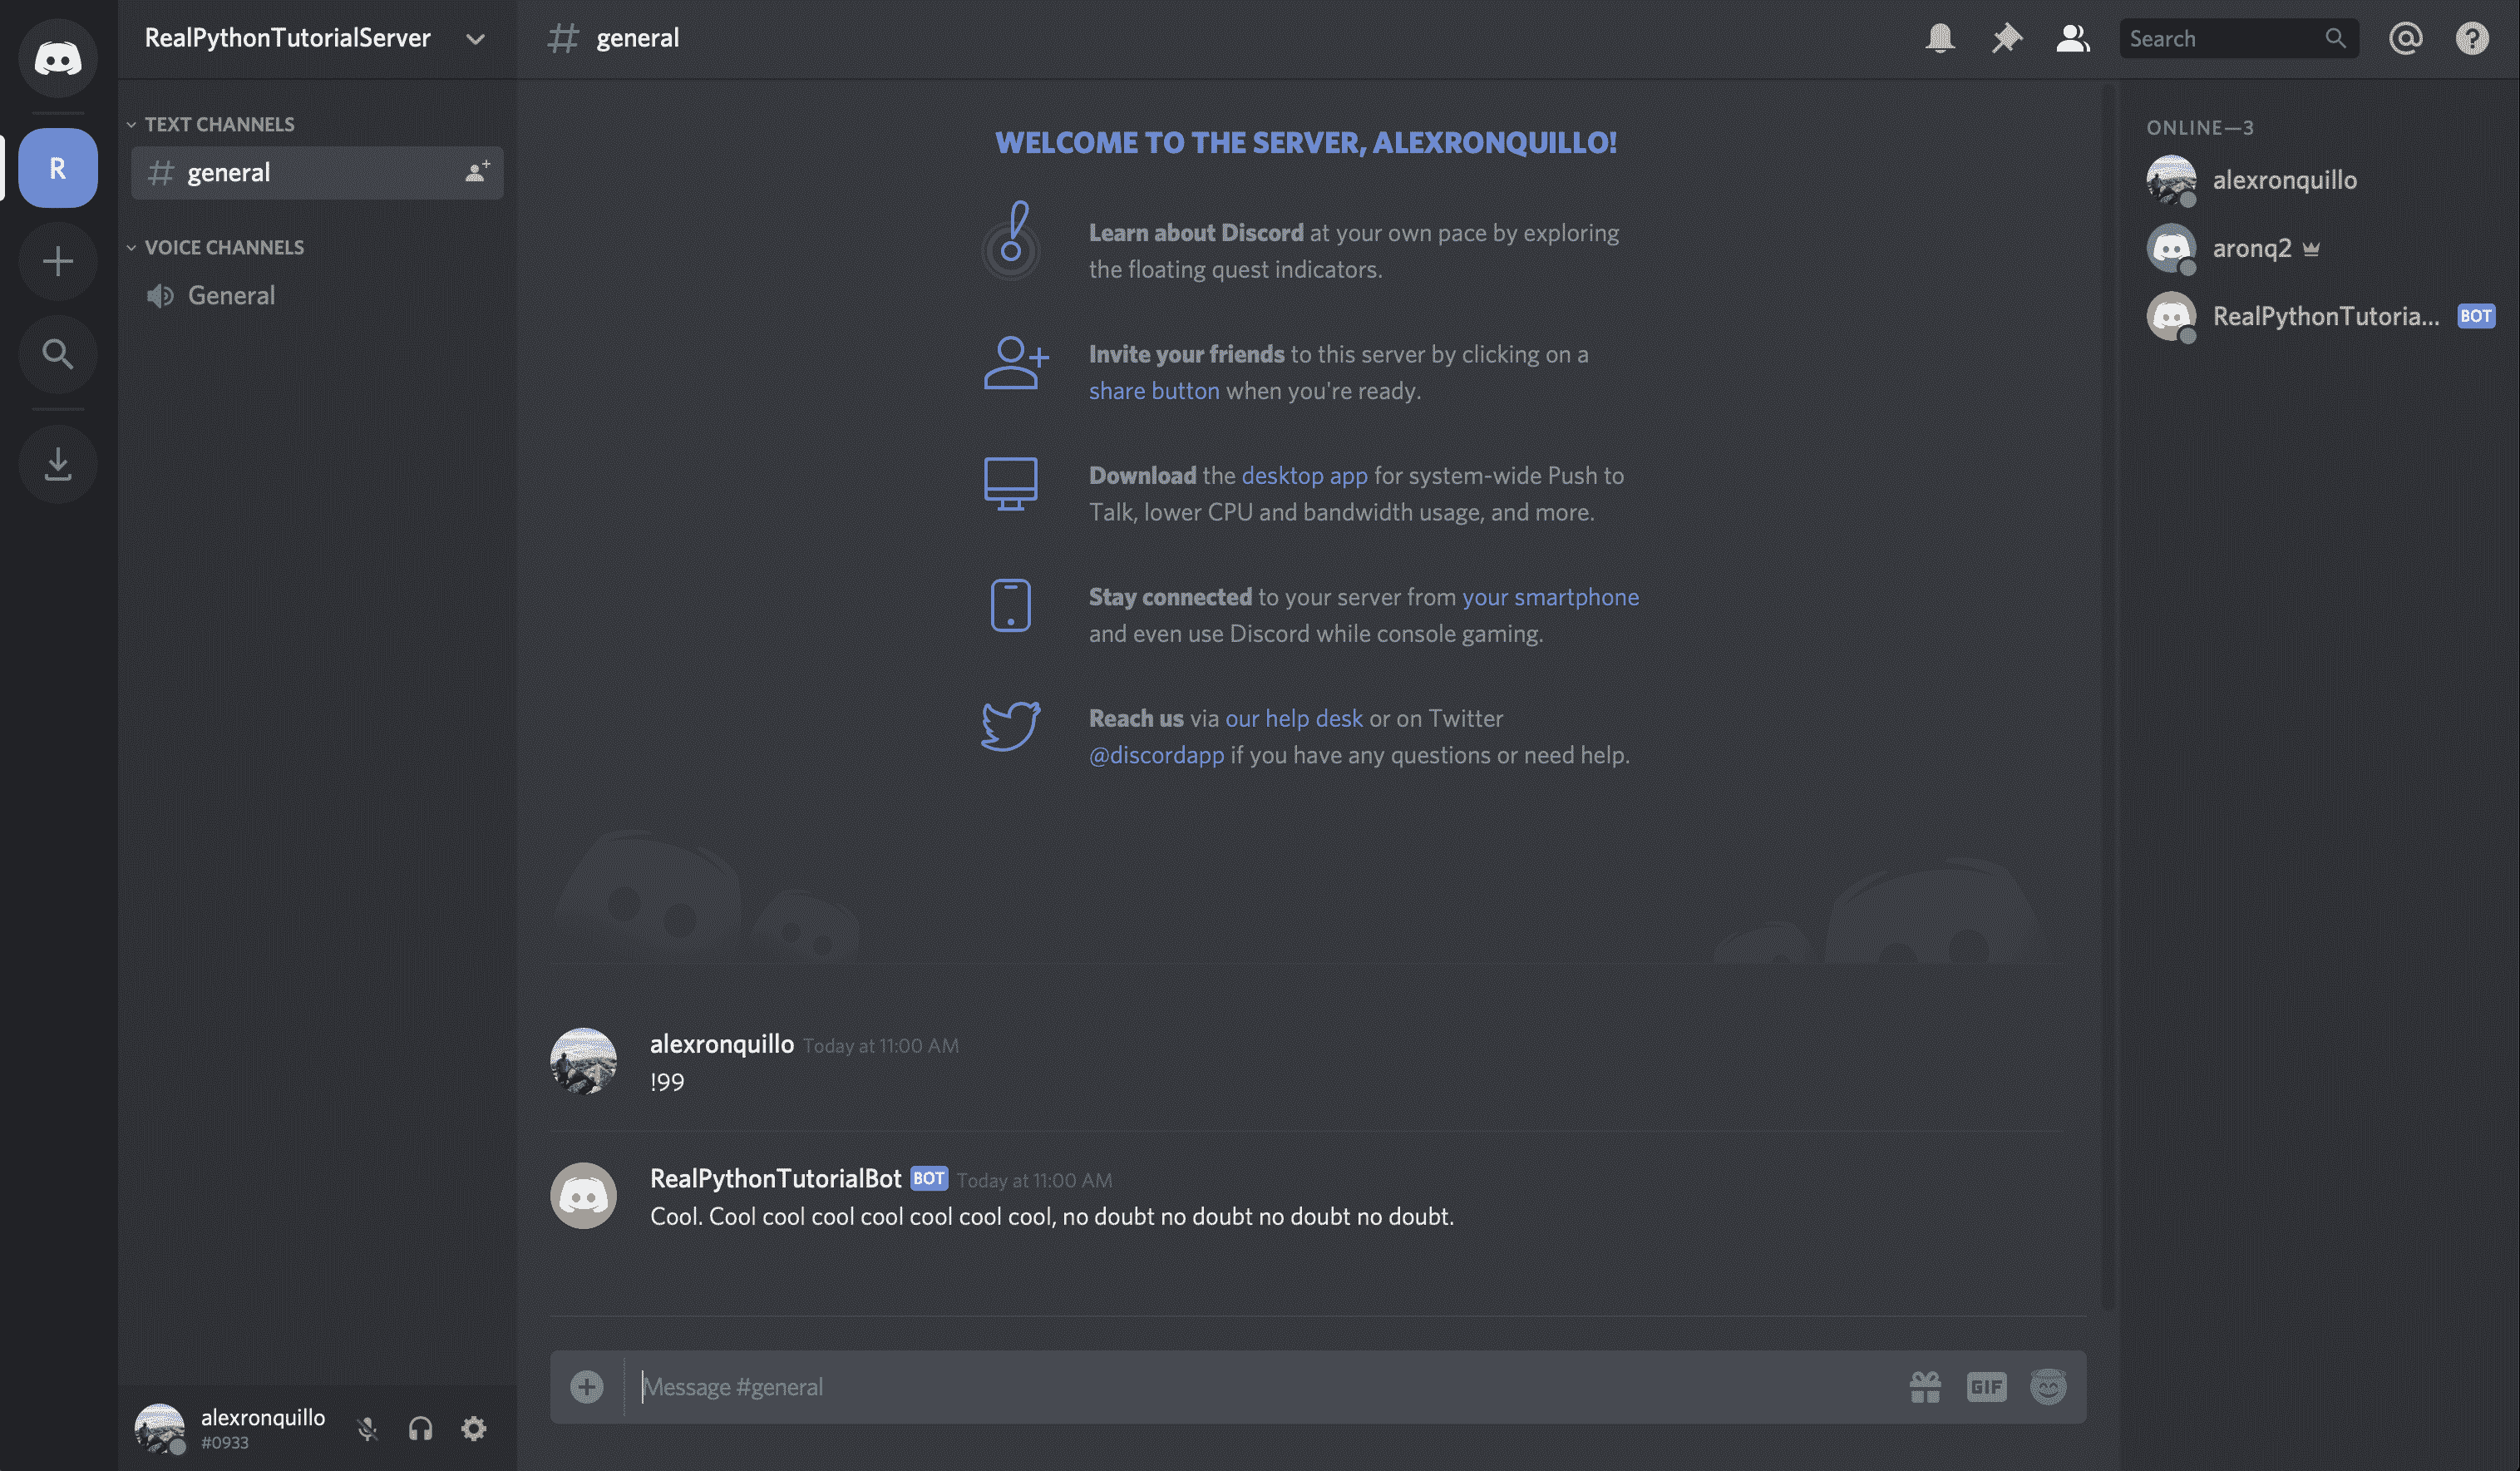 RealPythonTutorialServer
R
TEXT CHANNELS
general
VOICE CHANNELS
General
alexronquillo
#0933
# general
Search
@
?
WELCOME TO THE SERVER, ALEXRONQUILLO!
Learn about Discord at your own pace by exploring
the floating quest indicators.
Invite your friends to this server by clicking on a
share button when you're ready.
Download the desktop app for system-wide Push to
Talk, lower CPU and bandwidth usage, and more.
Stay connected to your server from your smartphone
and even use Discord while console gaming.
Reach us via our help desk or on Twitter
@discordapp if you have any questions or need help.
alexronquillo Today at 11:00 AM
!99
RealPythonTutorialBot BOT Today at 11:00 AM
Cool. Cool cool cool cool cool cool cool, no doubt no doubt no doubt no doubt.
Message #general
GIF
ONLINE—3
alexronquillo
aronq2
RealPythonTutoria... BOT